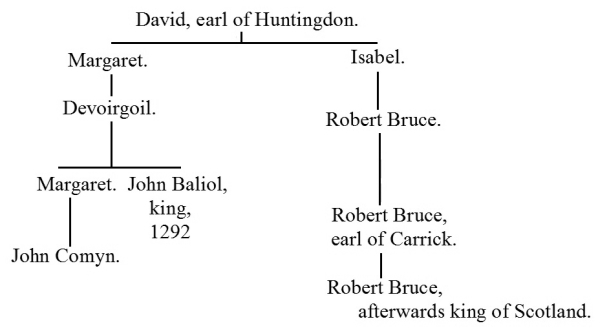 David, earl of Huntingdon.
Margaret.
Isabel.
Devoirgoil.
Robert Bruce.
Margaret. John Baliol,
king,
1292
Robert Bruce,
earl of Carrick.
John Comyn.
Robert Bruce,
afterwards king of Scotland.